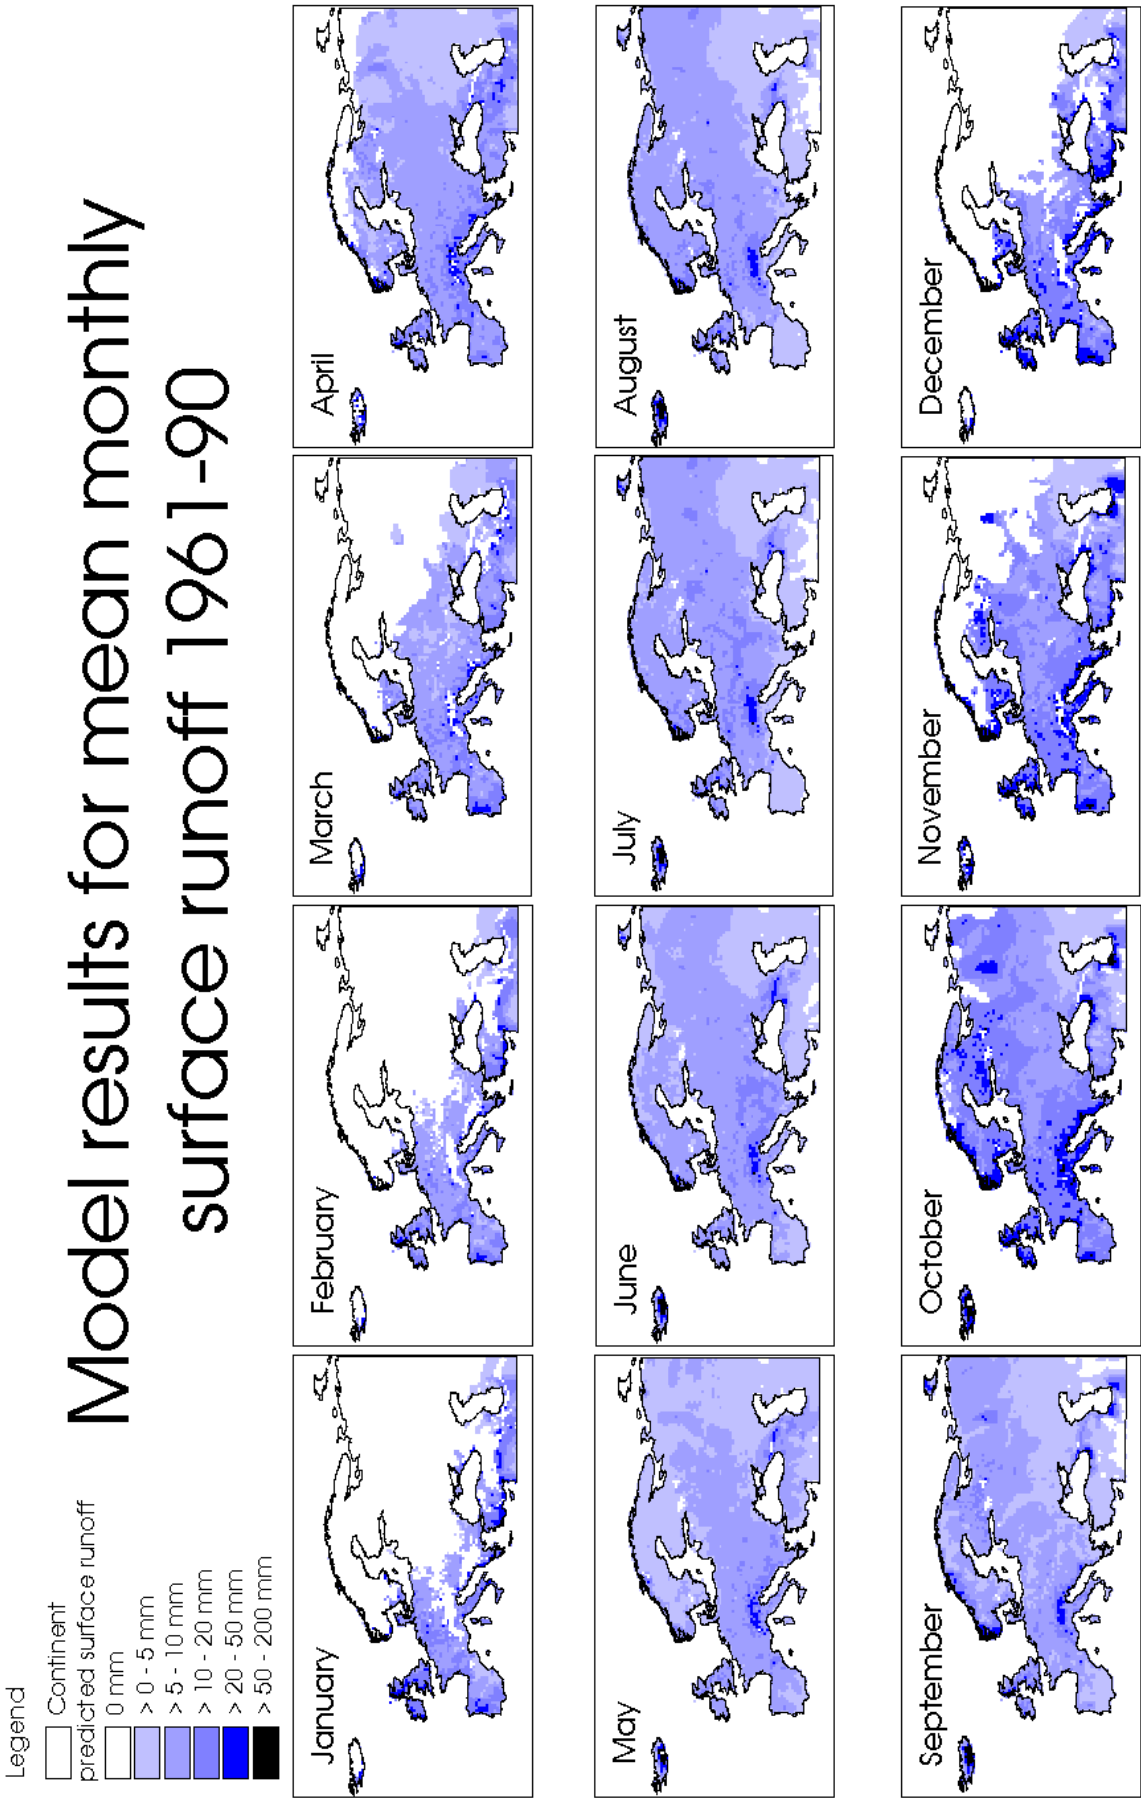 Model results for mean monthly
surface runoff 1961-90
Legend
Continent
predicted surface runoff
0 mm
> 0 - 5 mm
> 5 - 10 mm
> 10 - 20 mm
> 20 - 50 mm
> 50 - 200 mm
January
February
March
April
May
June
July
August
September
October
November
December